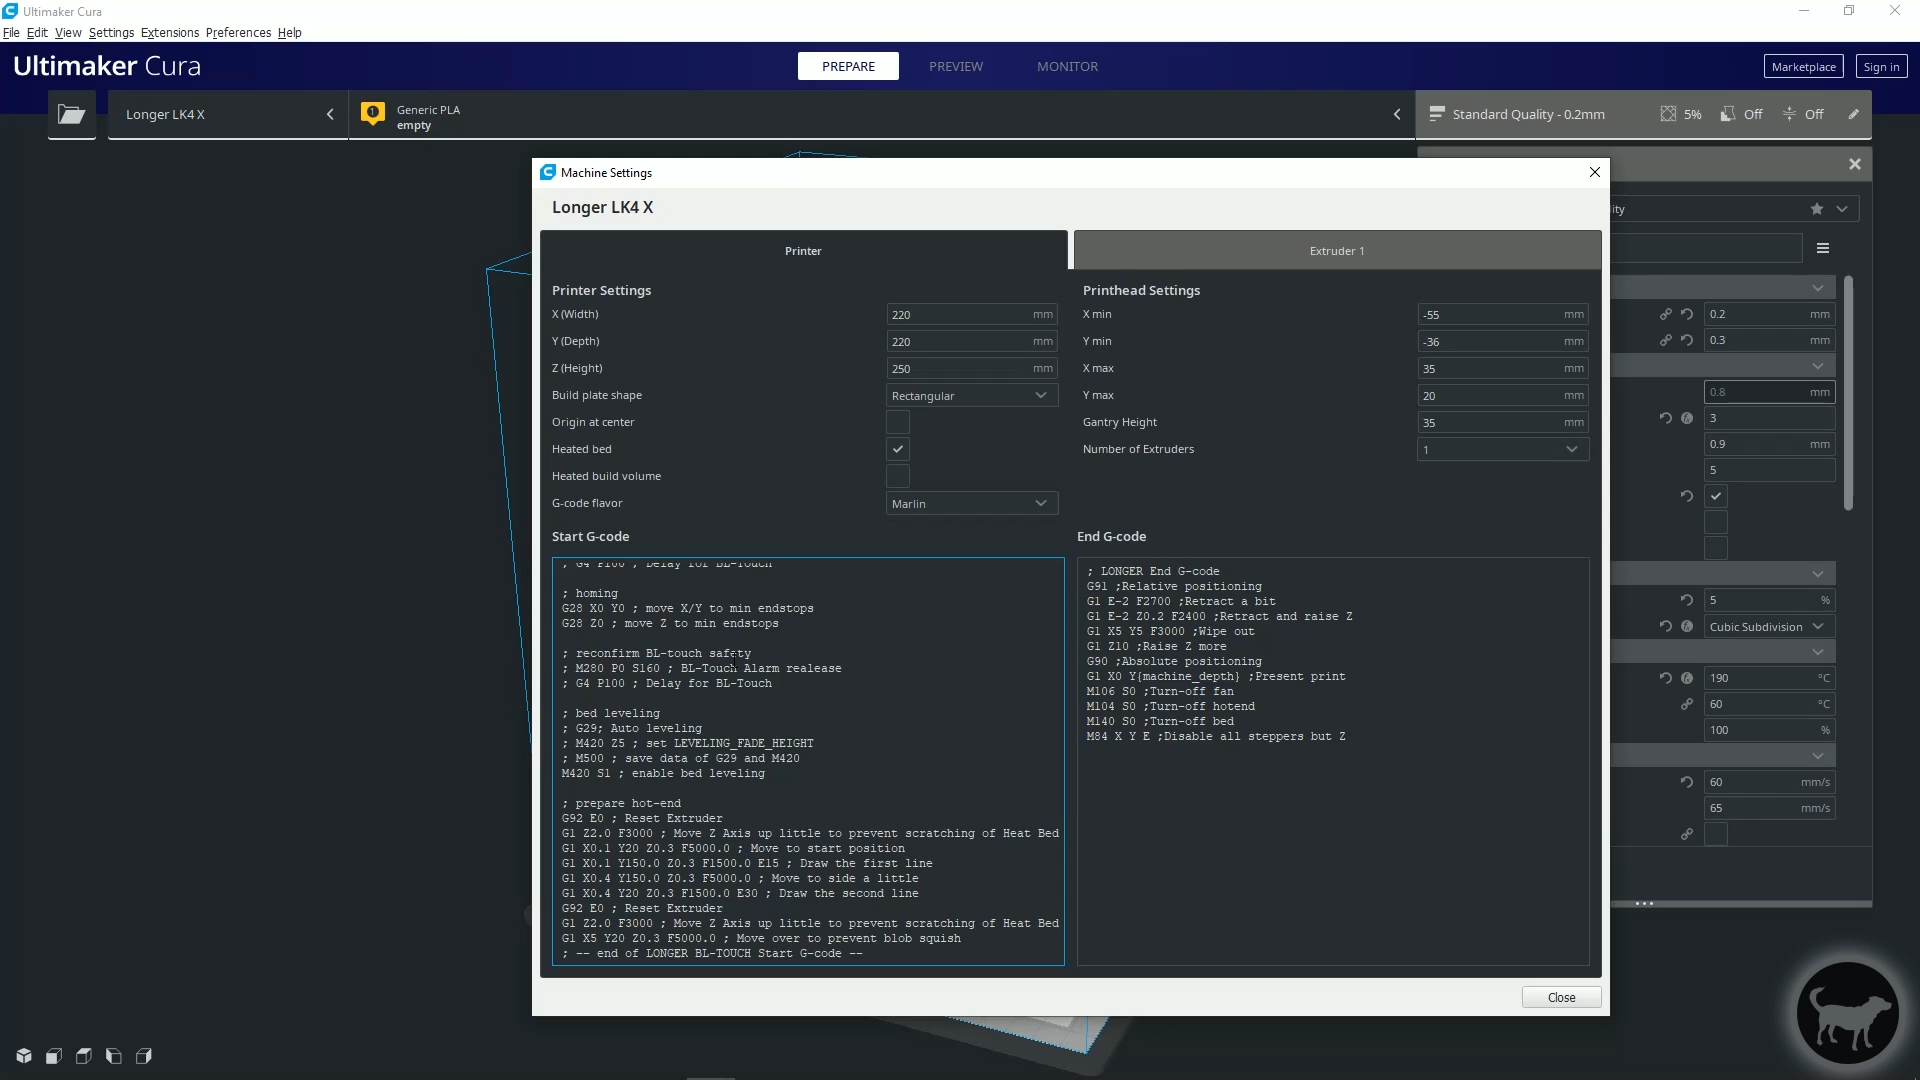 Ultimaker Cura
File Edit View Settings Extensions Preferences Help
Ultimaker Cura
PREPARE
PREVIEW
MONITOR
Marketplace
Sign in
Longer LK4 X
1
Generic PLA
empty
Standard Quality - 0.2mm
5%
Off
Off
Machine Settings
Longer LK4 X
Printer
Extruder 1
Printer Settings
X (Width) 220 mm
Y (Depth) 220 mm
Z (Height) 250 mm
Build plate shape Rectangular
Origin at center
Heated bed
Heated build volume
G-code flavor Marlin
Printhead Settings
X min -55 mm
Y min -36 mm
X max 35 mm
Y max 20 mm
Gantry Height 35 mm
Number of Extruders 1
Start G-code
; G4 P100 ; Delay for BL-Touch
; homing
G28 X0 Y0 ; move X/Y to min endstops
G28 Z0 ; move Z to min endstops
; reconfirm BL-touch safity
; M280 P0 S160 ; BL-Touch Alarm realease
; G4 P100 ; Delay for BL-Touch
; bed leveling
; G29; Auto leveling
; M420 Z5 ; set LEVELING_FADE_HEIGHT
; M500 ; save data of G29 and M420
M420 S1 ; enable bed leveling
; prepare hot-end
G92 E0 ; Reset Extruder
G1 Z2.0 F3000 ; Move Z Axis up little to prevent scratching of Heat Bed
G1 X0.1 Y20 Z0.3 F5000.0 ; Move to start position
G1 X0.1 Y150.0 Z0.3 F1500.0 E15 ; Draw the first line
G1 X0.4 Y150.0 Z0.3 F5000.0 ; Move to side a little
G1 X0.4 Y20 Z0.3 F1500.0 E30 ; Draw the second line
G92 E0 ; Reset Extruder
G1 Z2.0 F3000 ; Move Z Axis up little to prevent scratching of Heat Bed
G1 X5 Y20 Z0.3 F5000.0 ; Move over to prevent blob squish
; -- end of LONGER BL-TOUCH Start G-code --
End G-code
; LONGER End G-code
G91 ;Relative positioning
G1 E-2 F2700 ;Retract a bit
G1 E-2 Z0.2 F2400 ;Retract and raise Z
G1 X5 Y5 F3000 ;Wipe out
G1 Z10 ;Raise Z more
G90 ;Absolute positioning
G1 X0 Y{machine_depth} ;Present print
M106 S0 ;Turn-off fan
M104 S0 ;Turn-off hotend
M140 S0 ;Turn-off bed
M84 X Y E ;Disable all steppers but Z
Close
ity
0.2 mm
0.3 mm
0.8 mm
3
0.9 mm
5
5 %
Cubic Subdivision
190 °C
60 °C
100 %
60 mm/s
65 mm/s